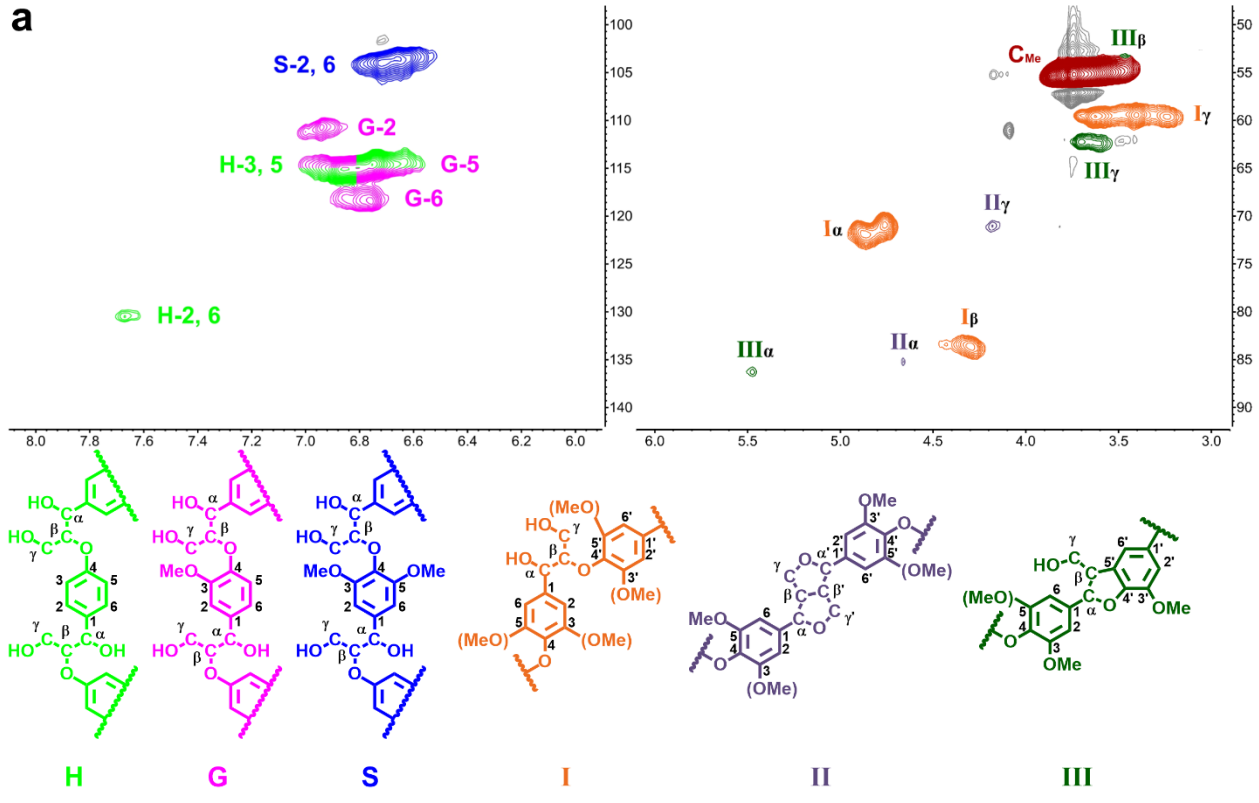 a
S-2, 6
G-2
H-3, 5
G-5
G-6
H-2, 6
100
105
110
115
120
125
130
135
140
8.0 7.8 7.6 7.4 7.2 7.0 6.8 6.6 6.4 6.2 6.0
CMe
IIIβ
Iγ
IIIγ
IIγ
Iα
Iβ
IIIα
IIα
50
55
60
65
70
75
80
85
90
6.0 5.5 5.0 4.5 4.0 3.5 3.0
HO
α
β
HO
γ
O
4
3
5
2
6
1
γ
β
α
HO
OH
O
H
HO
α
γ
β
HO
O
MeO
4
3
5
2
6
1
γ
α
HO
OH
β
O
G
HO
α
γ
β
HO
O
MeO
OMe
4
3
5
2
6
1
γ
α
HO
OH
β
O
S
(MeO)
6'
HO
γ
5'
1'
β
4'
2'
HO
O
3'
α
(OMe)
1
6
2
5
3
(MeO)
(OMe)
4
O
I
OMe
3'
O
2'
4'
α'
1'
5'
O
6'
(OMe)
γ
β
β'
MeO
6
α
γ'
5
1
O
4
2
O
3
(OMe)
II
6'
1'
HO
γ
5'
2'
β
4'
3'
(MeO)
6
α
O
OMe
5
1
O
4
2
3
OMe
III